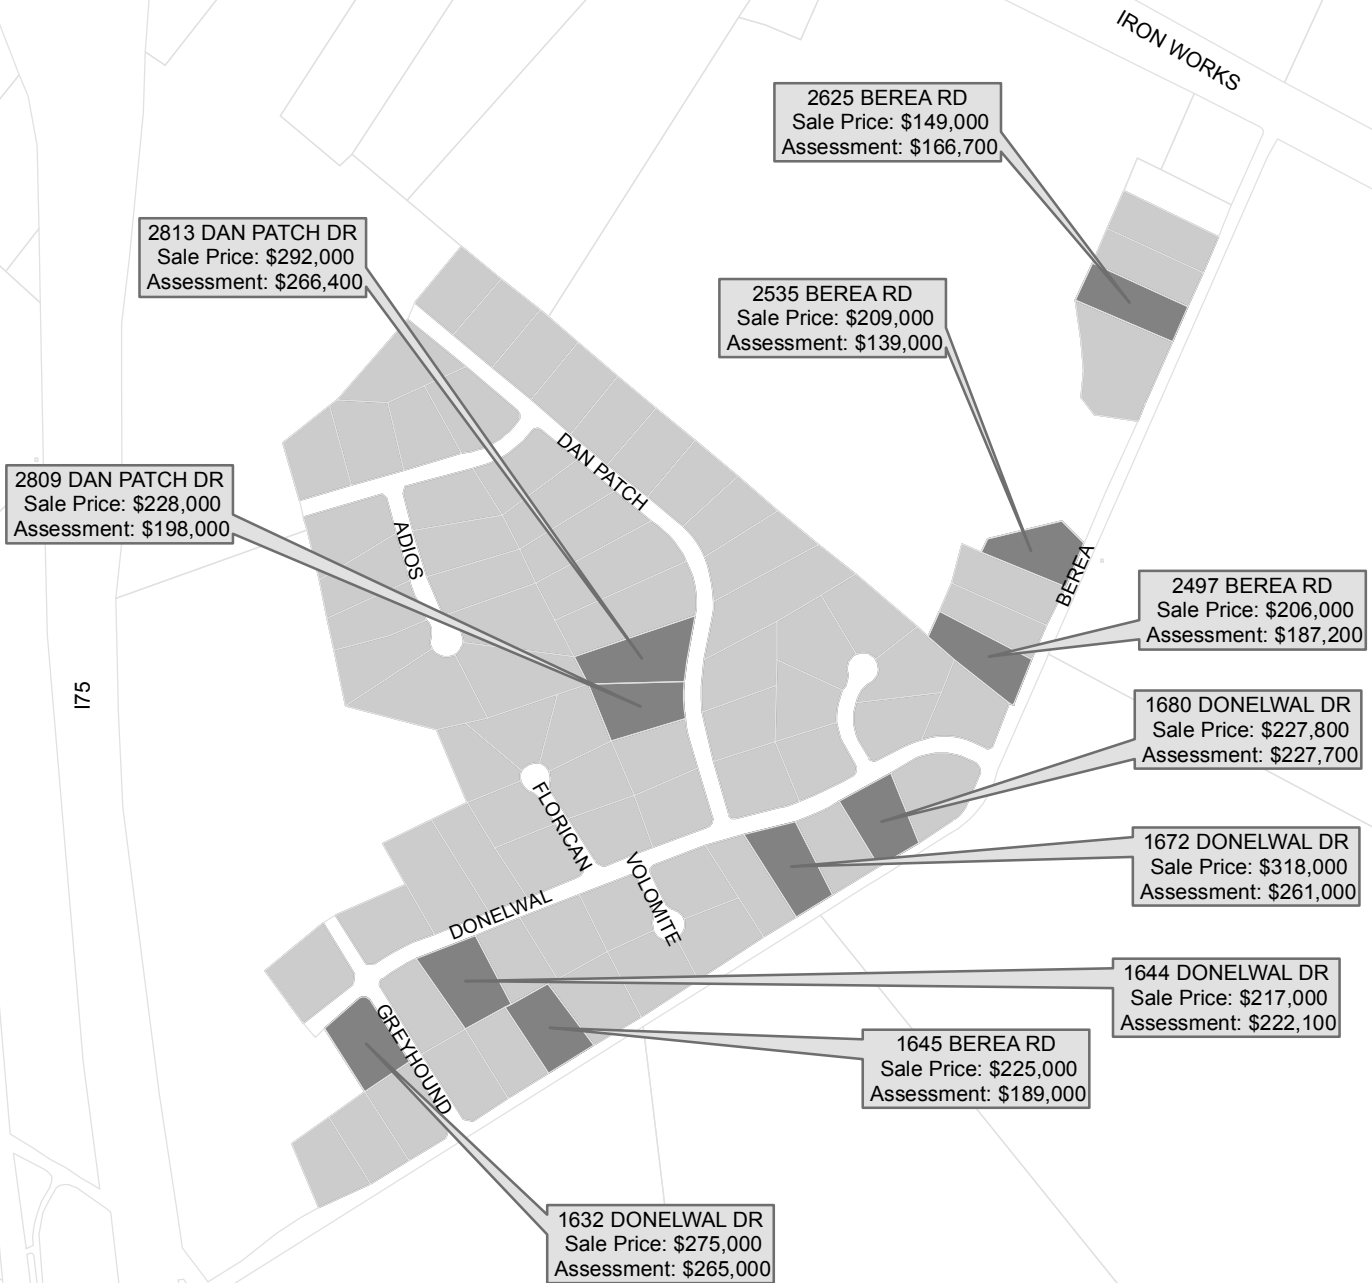 IRON WORKS
2625 BEREA RD
Sale Price: $149,000
Assessment: $166,700
2813 DAN PATCH DR
Sale Price: $292,000
Assessment: $266,400
2535 BEREA RD
Sale Price: $209,000
Assessment: $139,000
DAN PATCH
2809 DAN PATCH DR
Sale Price: $228,000
Assessment: $198,000
ADIOS
BEREA
2497 BEREA RD
Sale Price: $206,000
Assessment: $187,200
I75
1680 DONELWAL DR
Sale Price: $227,800
Assessment: $227,700
FLORICAN
1672 DONELWAL DR
Sale Price: $318,000
Assessment: $261,000
VOLOMITE
DONELWAL
1644 DONELWAL DR
Sale Price: $217,000
Assessment: $222,100
GREYHOUND
1645 BEREA RD
Sale Price: $225,000
Assessment: $189,000
1632 DONELWAL DR
Sale Price: $275,000
Assessment: $265,000